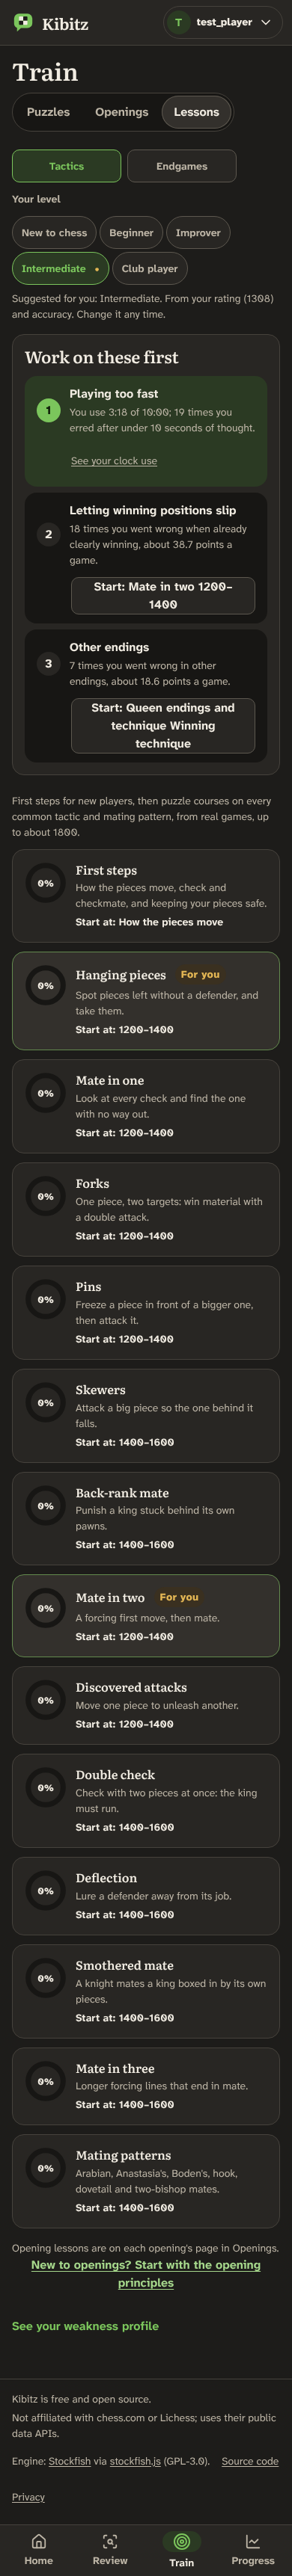 Kibitz
T test_player
Train
Puzzles Openings Lessons
Tactics Endgames
Your level
New to chess Beginner Improver
Intermediate Club player
Suggested for you: Intermediate. From your rating (1308)
and accuracy. Change it any time.
Work on these first
1 Playing too fast
You use 3:18 of 10:00; 19 times you
erred after under 10 seconds of thought.
See your clock use
2 Letting winning positions slip
18 times you went wrong when already
clearly winning, about 38.7 points a
game.
Start: Mate in two 1200–
1400
3 Other endings
7 times you went wrong in other
endings, about 18.6 points a game.
Start: Queen endings and
technique Winning
technique
First steps for new players, then puzzle courses on every
common tactic and mating pattern, from real games, up
to about 1800.
0% First steps
How the pieces move, check and
checkmate, and keeping your pieces safe.
Start at: How the pieces move
0% Hanging pieces For you
Spot pieces left without a defender, and
take them.
Start at: 1200–1400
0% Mate in one
Look at every check and find the one
with no way out.
Start at: 1200–1400
0% Forks
One piece, two targets: win material with
a double attack.
Start at: 1200–1400
0% Pins
Freeze a piece in front of a bigger one,
then attack it.
Start at: 1200–1400
0% Skewers
Attack a big piece so the one behind it
falls.
Start at: 1400–1600
0% Back-rank mate
Punish a king stuck behind its own
pawns.
Start at: 1400–1600
0% Mate in two For you
A forcing first move, then mate.
Start at: 1200–1400
0% Discovered attacks
Move one piece to unleash another.
Start at: 1200–1400
0% Double check
Check with two pieces at once: the king
must run.
Start at: 1400–1600
0% Deflection
Lure a defender away from its job.
Start at: 1400–1600
0% Smothered mate
A knight mates a king boxed in by its own
pieces.
Start at: 1400–1600
0% Mate in three
Longer forcing lines that end in mate.
Start at: 1400–1600
0% Mating patterns
Arabian, Anastasia's, Boden's, hook,
dovetail and two-bishop mates.
Start at: 1400–1600
Opening lessons are on each opening's page in Openings.
New to openings? Start with the opening
principles
See your weakness profile
Kibitz is free and open source.
Not affiliated with chess.com or Lichess; uses their public
data APIs.
Engine: Stockfish via stockfish.js (GPL-3.0). Source code
Privacy
Home Review Train Progress